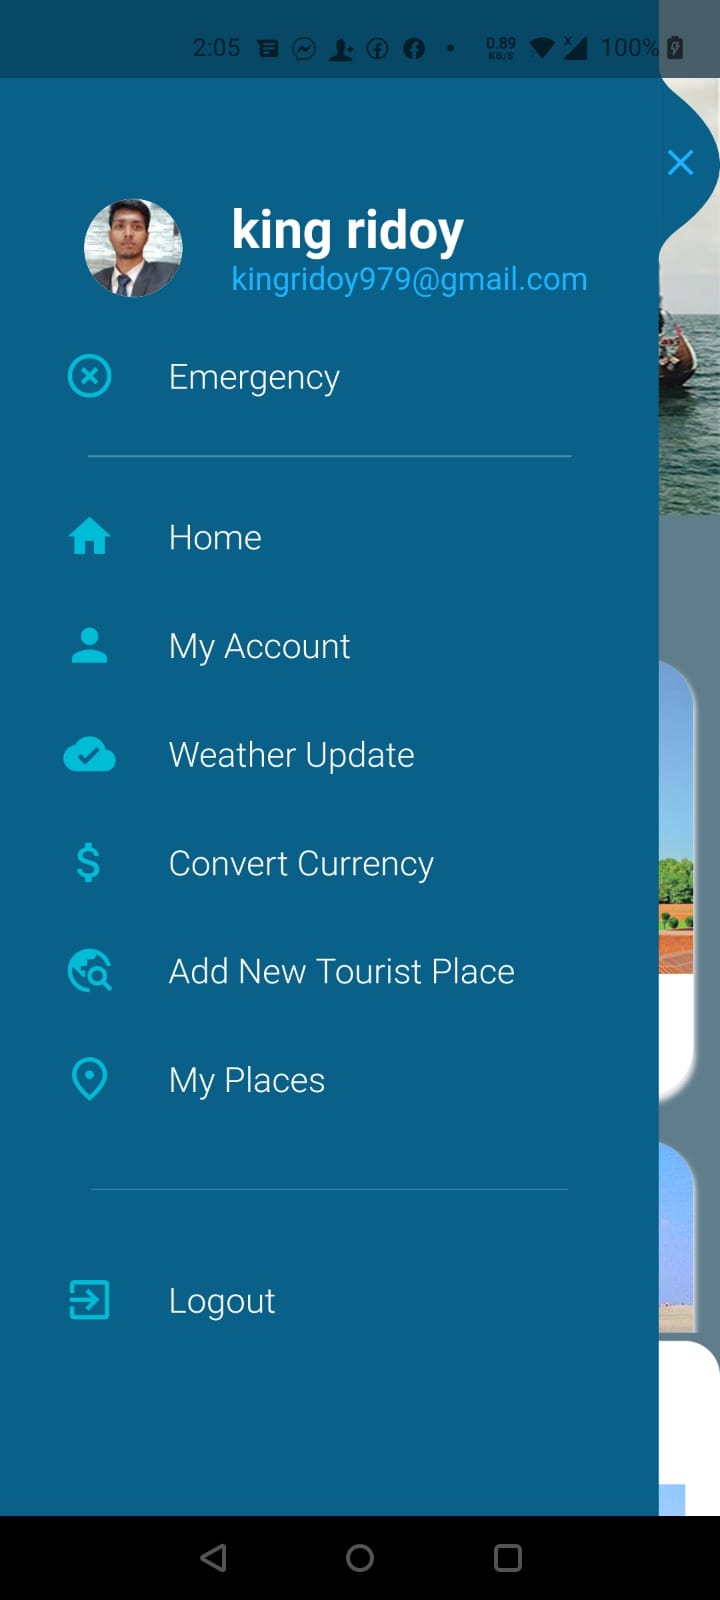 2:05 0.89 KB/S 100%
king ridoy
kingridoy979@gmail.com
Emergency
Home
My Account
Weather Update
Convert Currency
Add New Tourist Place
My Places
Logout